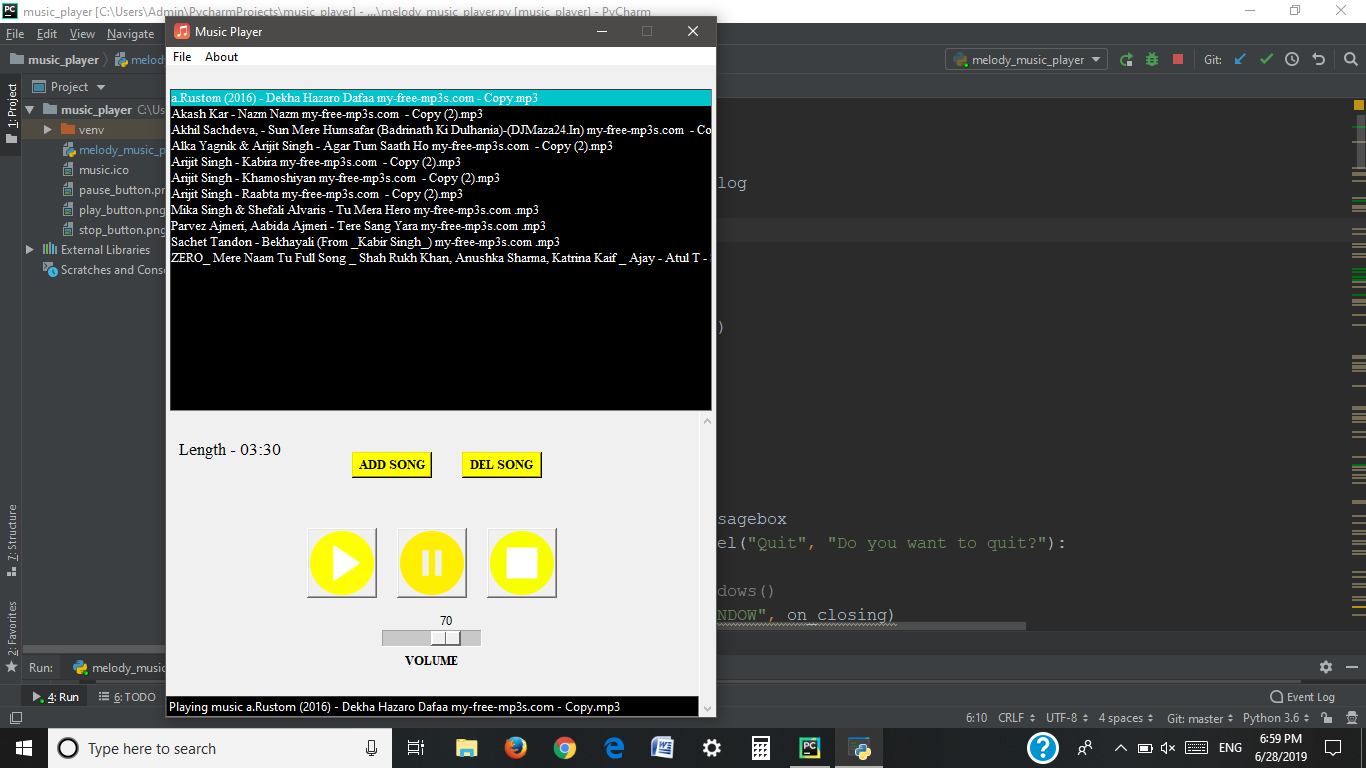 music_player [C:\Users\Admin\PycharmProjects\music_player] - ...\melody_music_player.py [music_player] - PyCharm
File Edit View Navigate
music_player melody
melody_music_player Git:
1: Project
Project
music_player C:\Us
venv
melody_music_p
music.ico
pause_button.pn
play_button.png
stop_button.png
External Libraries
Scratches and Cons
7: Structure
2: Favorites
Music Player
File About
a.Rustom (2016) - Dekha Hazaro Dafaa my-free-mp3s.com - Copy.mp3
Akash Kar - Nazm Nazm my-free-mp3s.com - Copy (2).mp3
Akhil Sachdeva, - Sun Mere Humsafar (Badrinath Ki Dulhania)-(DJMaza24.In) my-free-mp3s.com - Co
Alka Yagnik & Arijit Singh - Agar Tum Saath Ho my-free-mp3s.com - Copy (2).mp3
Arijit Singh - Kabira my-free-mp3s.com - Copy (2).mp3
Arijit Singh - Khamoshiyan my-free-mp3s.com - Copy (2).mp3
Arijit Singh - Raabta my-free-mp3s.com - Copy (2).mp3
Mika Singh & Shefali Alvaris - Tu Mera Hero my-free-mp3s.com .mp3
Parvez Ajmeri, Aabida Ajmeri - Tere Sang Yara my-free-mp3s.com .mp3
Sachet Tandon - Bekhayali (From _Kabir Singh_) my-free-mp3s.com .mp3
ZERO_ Mere Naam Tu Full Song _ Shah Rukh Khan, Anushka Sharma, Katrina Kaif _ Ajay - Atul T -
Length - 03:30
ADD SONG DEL SONG
70
VOLUME
Playing music a.Rustom (2016) - Dekha Hazaro Dafaa my-free-mp3s.com - Copy.mp3
log
)
sagebox
el("Quit", "Do you want to quit?"):
dows()
NDOW", on_closing)
Run: melody_music
4: Run 6: TODO Event Log
6:10 CRLF UTF-8 4 spaces Git: master Python 3.6
Type here to search
ENG
6:59 PM
6/28/2019